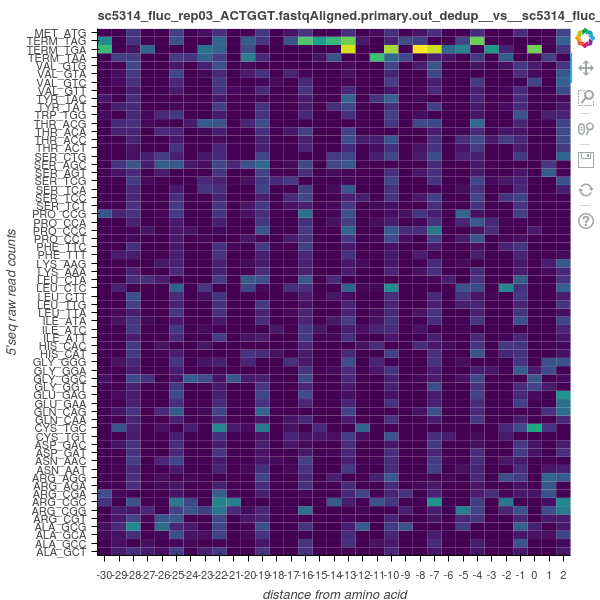 sc5314_fluc_rep03_ACTGGT.fastqAligned.primary.out_dedup__vs__sc5314_fluc_
5'seq raw read counts
MET_ATG
TERM_TAG
TERM_TGA
TERM_TAA
VAL_GTG
VAL_GTA
VAL_GTC
VAL_GTT
TYR_TAC
TYR_TAT
TRP_TGG
THR_ACG
THR_ACA
THR_ACC
THR_ACT
SER_CTG
SER_AGC
SER_AGT
SER_TCG
SER_TCA
SER_TCC
SER_TCT
PRO_CCG
PRO_CCA
PRO_CCC
PRO_CCT
PHE_TTC
PHE_TTT
LYS_AAG
LYS_AAA
LEU_CTA
LEU_CTC
LEU_CTT
LEU_TTG
LEU_TTA
ILE_ATA
ILE_ATC
ILE_ATT
HIS_CAC
HIS_CAT
GLY_GGG
GLY_GGA
GLY_GGC
GLY_GGT
GLU_GAG
GLU_GAA
GLN_CAG
GLN_CAA
CYS_TGC
CYS_TGT
ASP_GAC
ASP_GAT
ASN_AAC
ASN_AAT
ARG_AGG
ARG_AGA
ARG_CGA
ARG_CGC
ARG_CGG
ARG_CGT
ALA_GCG
ALA_GCA
ALA_GCC
ALA_GCT
-30 -29 -28 -27 -26 -25 -24 -23 -22 -21 -20 -19 -18 -17 -16 -15 -14 -13 -12 -11 -10 -9 -8 -7 -6 -5 -4 -3 -2 -1 0 1 2
distance from amino acid